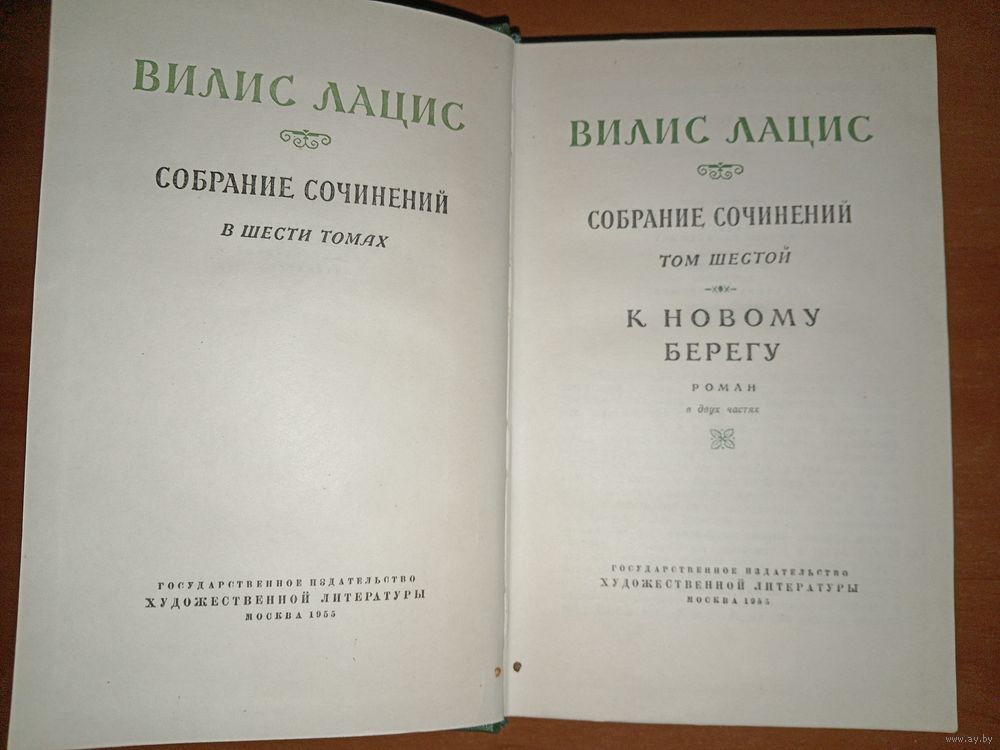 ВИЛИС ЛАЦИС
СОБРАНИЕ СОЧИНЕНИЙ
В ШЕСТИ ТОМАХ
ГОСУДАРСТВЕННОЕ ИЗДАТЕЛЬСТВО
ХУДОЖЕСТВЕННОЙ ЛИТЕРАТУРЫ
МОСКВА 1955
ВИЛИС ЛАЦИС
СОБРАНИЕ СОЧИНЕНИЙ
ТОМ ШЕСТОЙ
К НОВОМУ
БЕРЕГУ
РОМАН
в двух частях
ГОСУДАРСТВЕННОЕ ИЗДАТЕЛЬСТВО
ХУДОЖЕСТВЕННОЙ ЛИТЕРАТУРЫ
МОСКВА 1955
www.ay.by